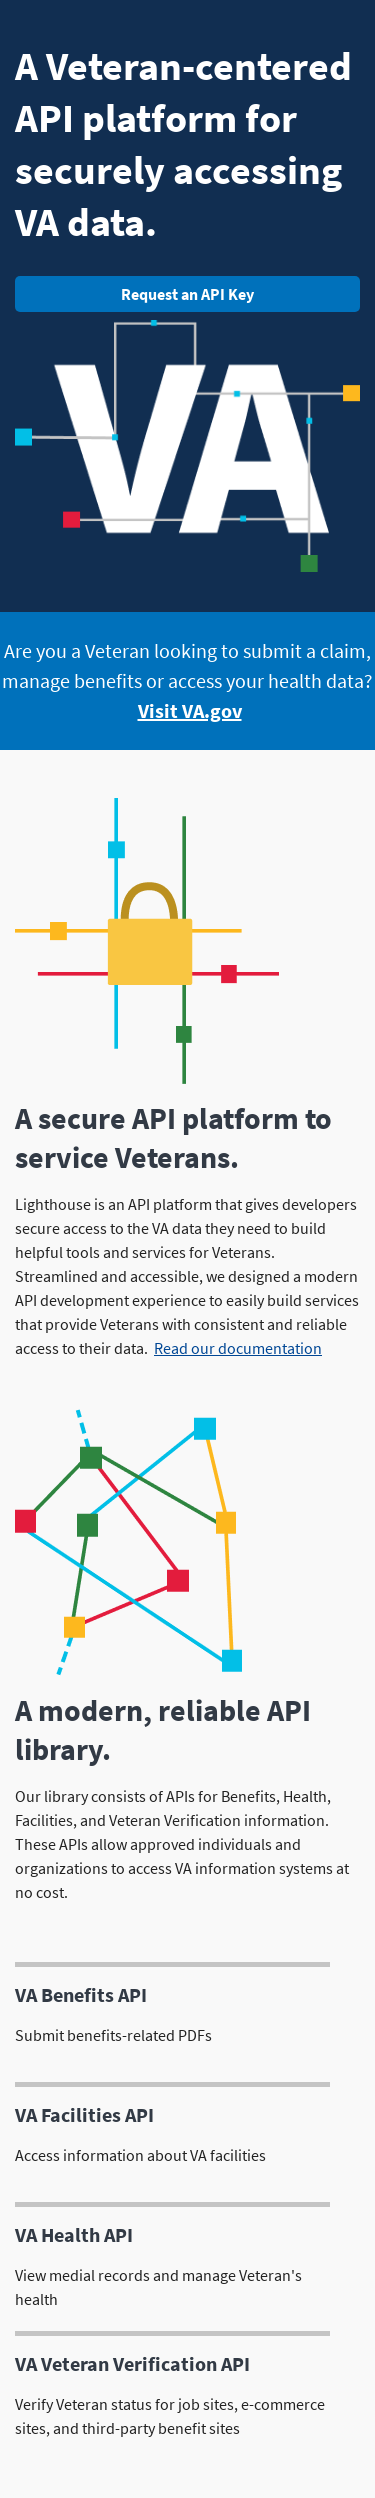 A Veteran-centered
API platform for
securely accessing
VA data.
Request an API Key
VA
Are you a Veteran looking to submit a claim,
manage benefits or access your health data?
Visit VA.gov
A secure API platform to
service Veterans.
Lighthouse is an API platform that gives developers
secure access to the VA data they need to build
helpful tools and services for Veterans.
Streamlined and accessible, we designed a modern
API development experience to easily build services
that provide Veterans with consistent and reliable
access to their data. Read our documentation
A modern, reliable API
library.
Our library consists of APIs for Benefits, Health,
Facilities, and Veteran Verification information.
These APIs allow approved individuals and
organizations to access VA information systems at
no cost.
VA Benefits API
Submit benefits-related PDFs
VA Facilities API
Access information about VA facilities
VA Health API
View medial records and manage Veteran's
health
VA Veteran Verification API
Verify Veteran status for job sites, e-commerce
sites, and third-party benefit sites